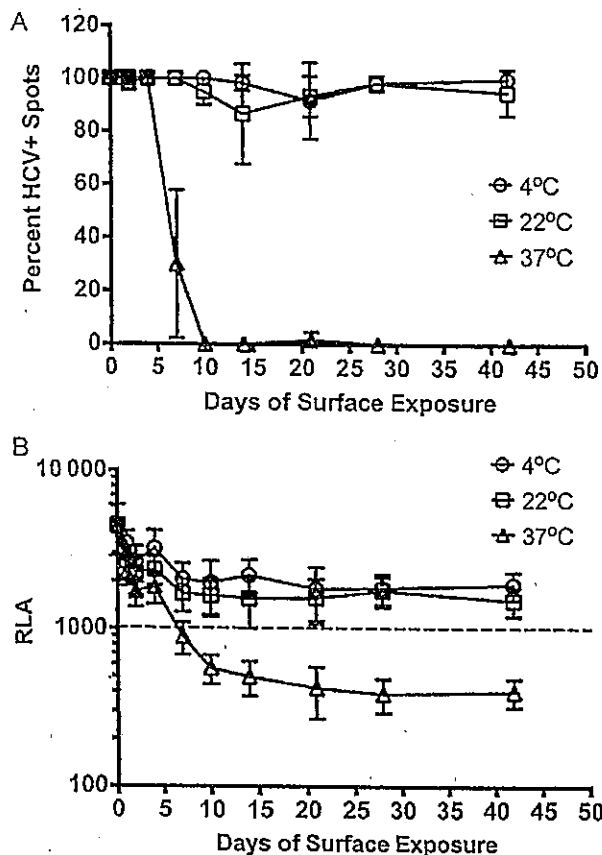 A
120
100
80
60
40
20
0
Percent HCV+ Spots
4°C
22°C
37°C
0 5 10 15 20 25 30 35 40 45 50
Days of Surface Exposure
B
10 000
1000
100
RLA
4°C
22°C
37°C
0 5 10 15 20 25 30 35 40 45 50
Days of Surface Exposure